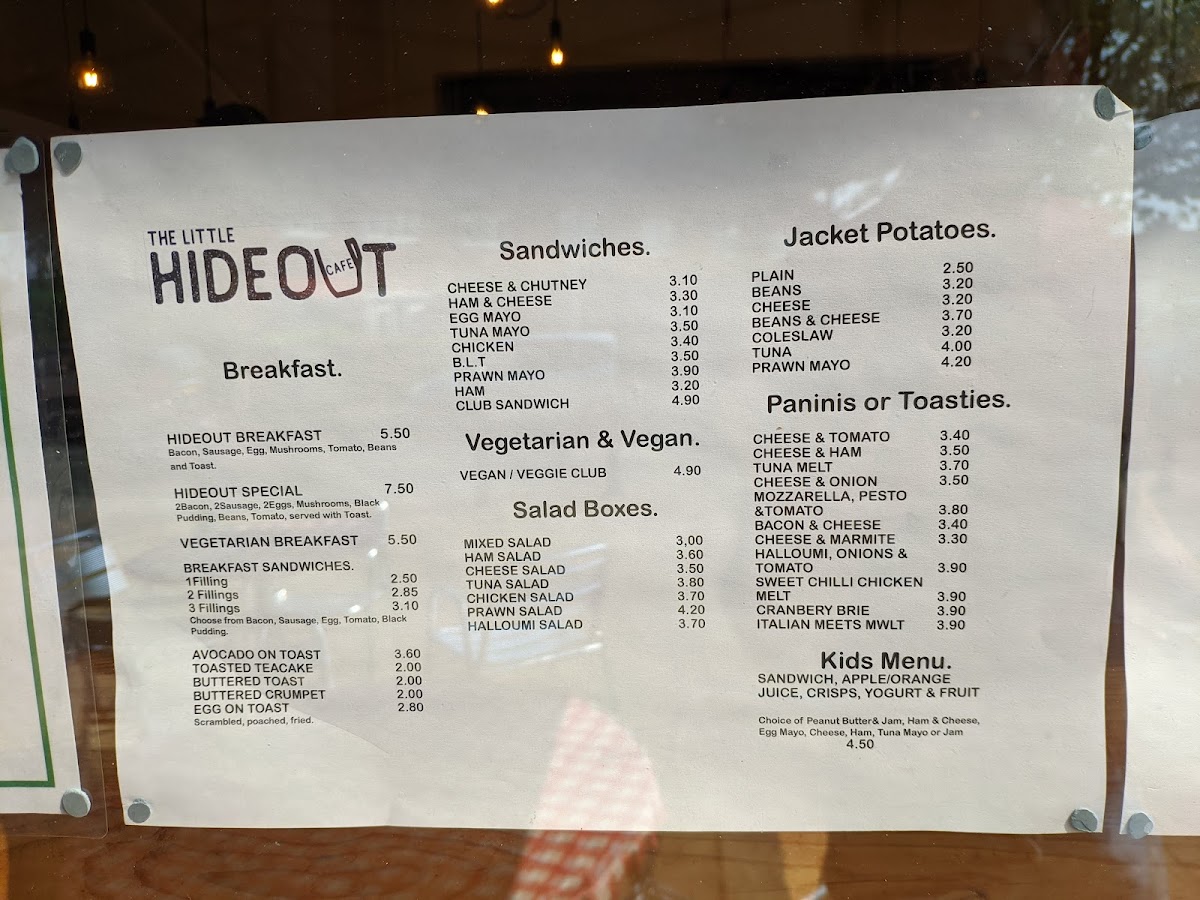 THE LITTLE
HIDEOUT
CAFE
Breakfast.
HIDEOUT BREAKFAST 5.50
Bacon, Sausage, Egg, Mushrooms, Tomato, Beans
and Toast.
HIDEOUT SPECIAL 7.50
2Bacon, 2Sausage, 2Eggs, Mushrooms, Black
Pudding, Beans, Tomato, served with Toast.
VEGETARIAN BREAKFAST 5.50
BREAKFAST SANDWICHES.
1Filling 2.50
2 Fillings 2.85
3 Fillings 3.10
Choose from Bacon, Sausage, Egg, Tomato, Black
Pudding.
AVOCADO ON TOAST 3.60
TOASTED TEACAKE 2.00
BUTTERED TOAST 2.00
BUTTERED CRUMPET 2.00
EGG ON TOAST 2.80
Scrambled, poached, fried.
Sandwiches.
CHEESE & CHUTNEY 3.10
HAM & CHEESE 3.30
EGG MAYO 3.10
TUNA MAYO 3.50
CHICKEN 3.40
B.L.T 3.50
PRAWN MAYO 3.90
HAM 3.20
CLUB SANDWICH 4.90
Vegetarian & Vegan.
VEGAN / VEGGIE CLUB 4.90
Salad Boxes.
MIXED SALAD 3,00
HAM SALAD 3.60
CHEESE SALAD 3.50
TUNA SALAD 3.80
CHICKEN SALAD 3.70
PRAWN SALAD 4.20
HALLOUMI SALAD 3.70
Jacket Potatoes.
PLAIN 2.50
BEANS 3.20
CHEESE 3.20
BEANS & CHEESE 3.70
COLESLAW 3.20
TUNA 4.00
PRAWN MAYO 4.20
Paninis or Toasties.
CHEESE & TOMATO 3.40
CHEESE & HAM 3.50
TUNA MELT 3.70
CHEESE & ONION 3.50
MOZZARELLA, PESTO
&TOMATO 3.80
BACON & CHEESE 3.40
CHEESE & MARMITE 3.30
HALLOUMI, ONIONS &
TOMATO 3.90
SWEET CHILLI CHICKEN
MELT 3.90
CRANBERY BRIE 3.90
ITALIAN MEETS MWLT 3.90
Kids Menu.
SANDWICH, APPLE/ORANGE
JUICE, CRISPS, YOGURT & FRUIT
Choice of Peanut Butter& Jam, Ham & Cheese,
Egg Mayo, Cheese, Ham, Tuna Mayo or Jam
4.50